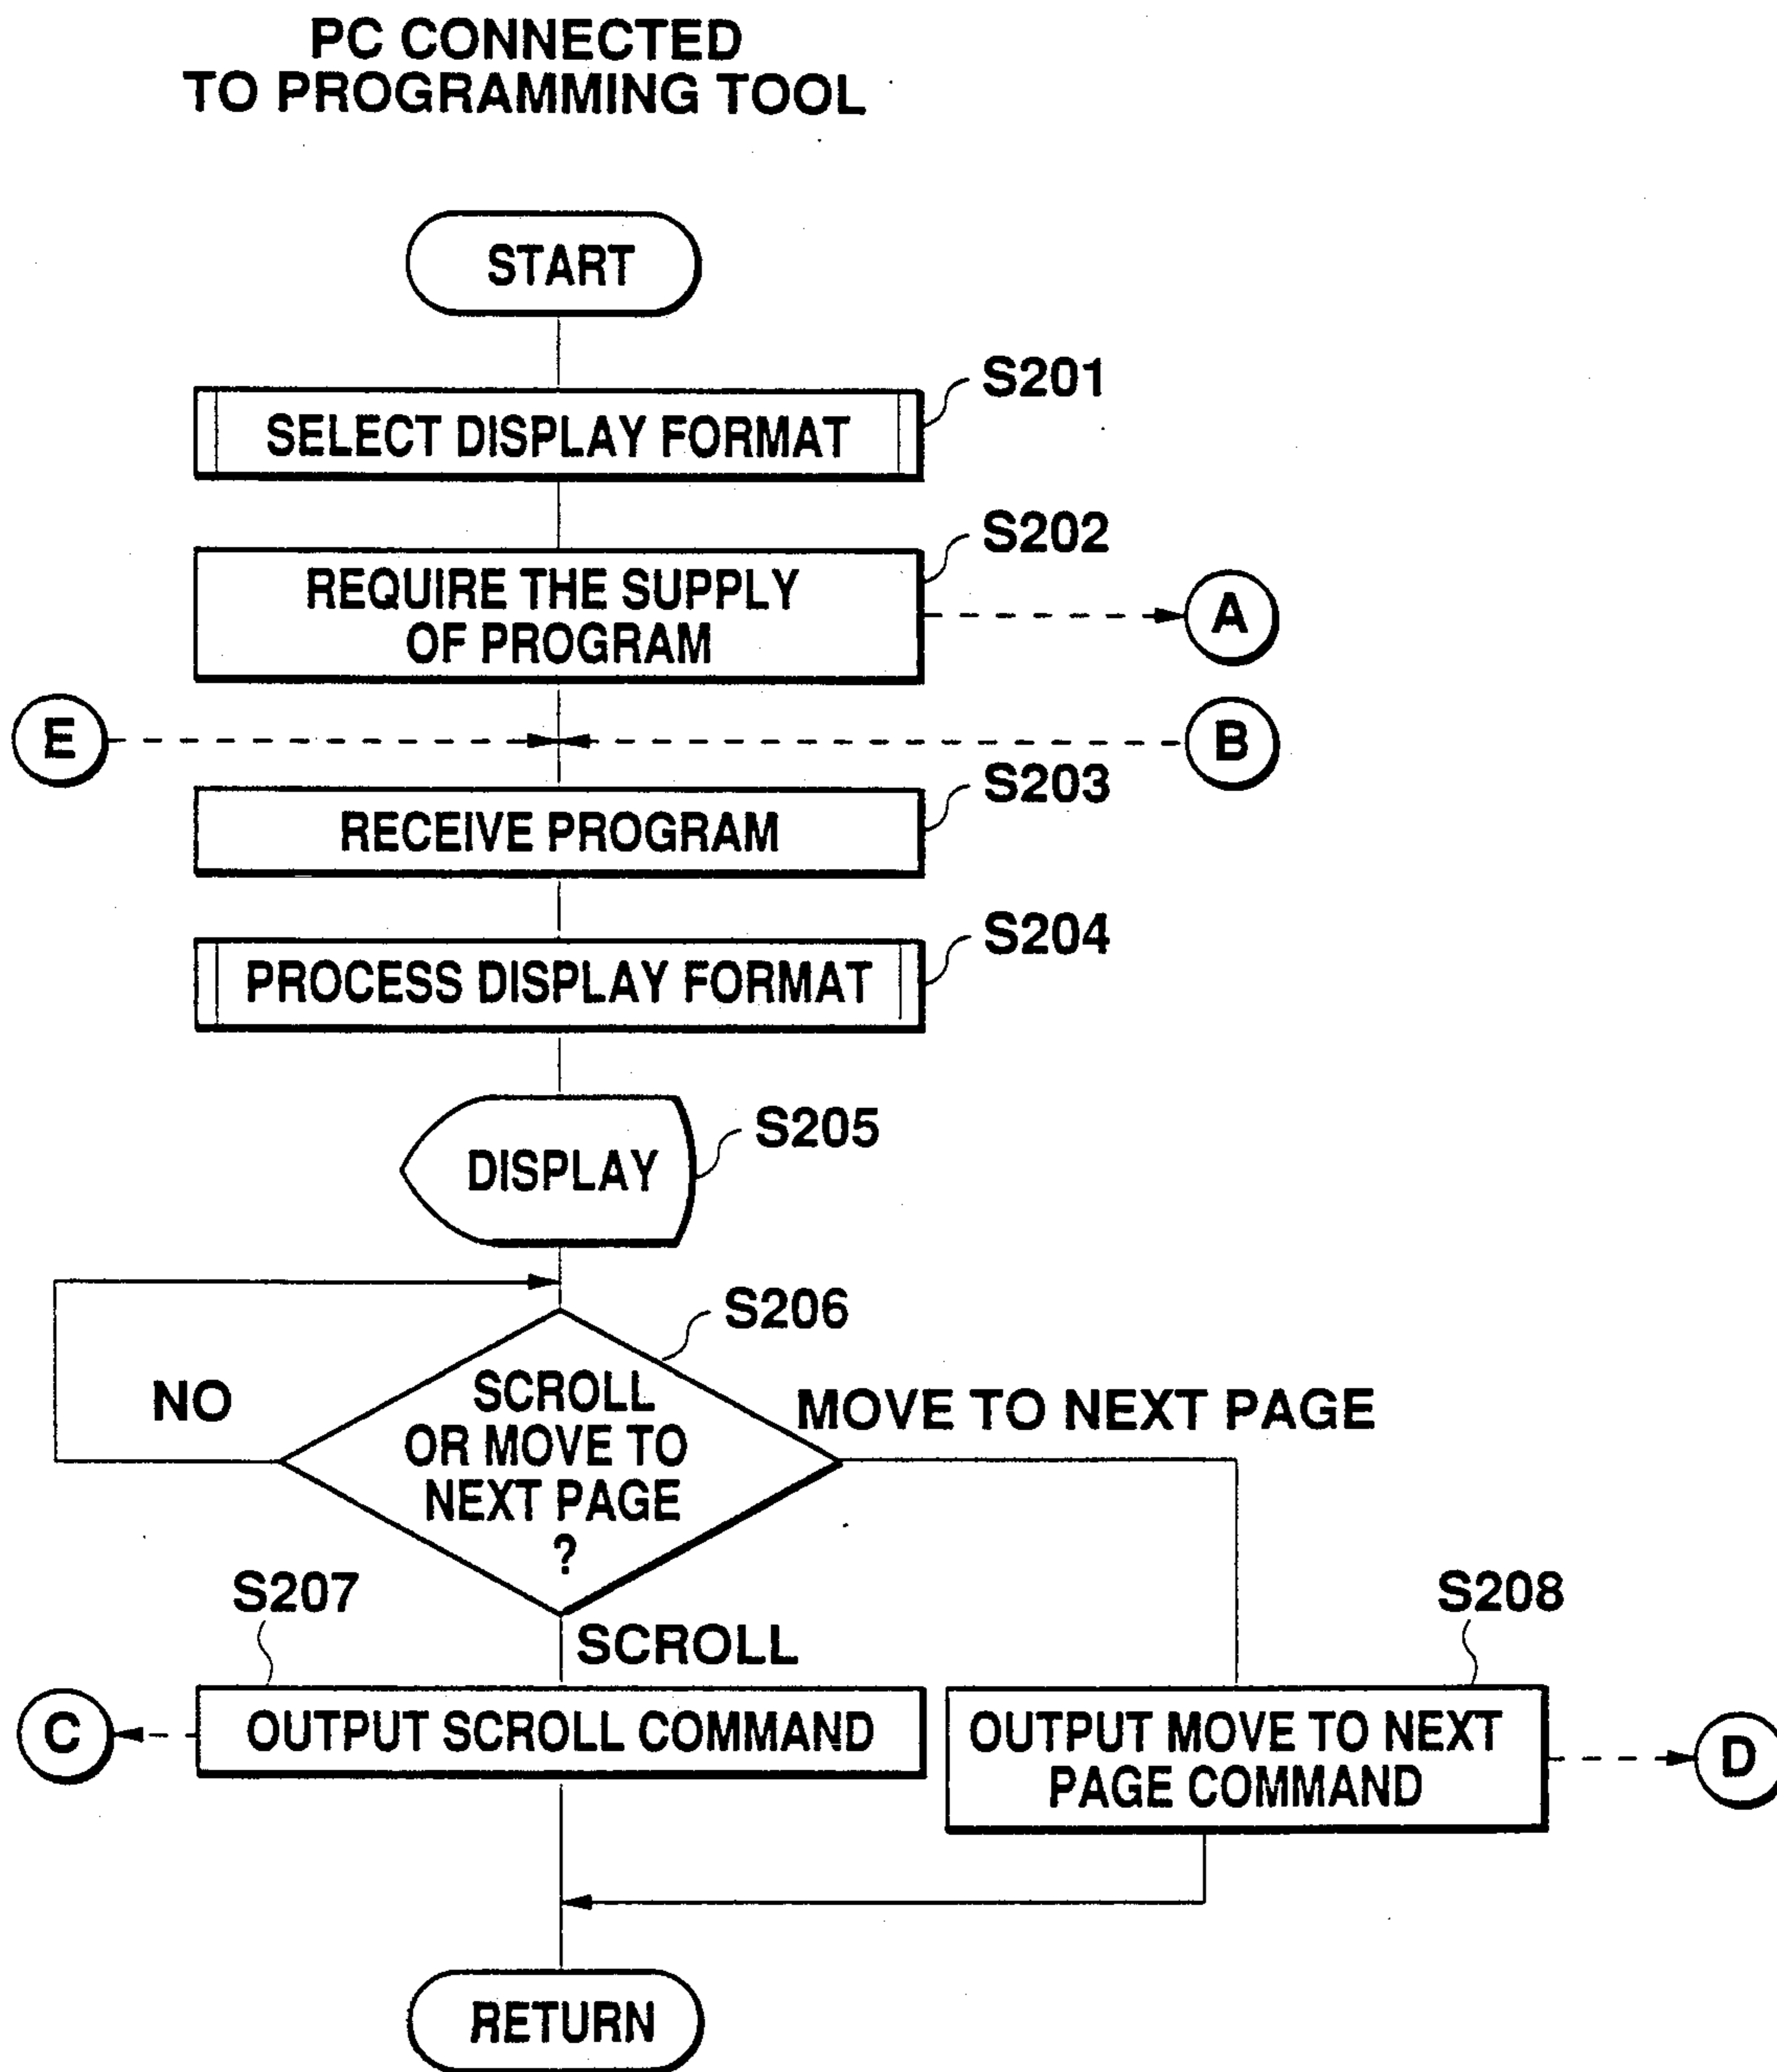 PC CONNECTED
TO PROGRAMMING TOOL
START
S201
SELECT DISPLAY FORMAT
S202
REQUIRE THE SUPPLY
OF PROGRAM
A
E
B
S203
RECEIVE PROGRAM
S204
PROCESS DISPLAY FORMAT
S205
DISPLAY
S206
NO
SCROLL
OR MOVE TO
NEXT PAGE
?
MOVE TO NEXT PAGE
S207
SCROLL
S208
C
OUTPUT SCROLL COMMAND
OUTPUT MOVE TO NEXT
PAGE COMMAND
D
RETURN